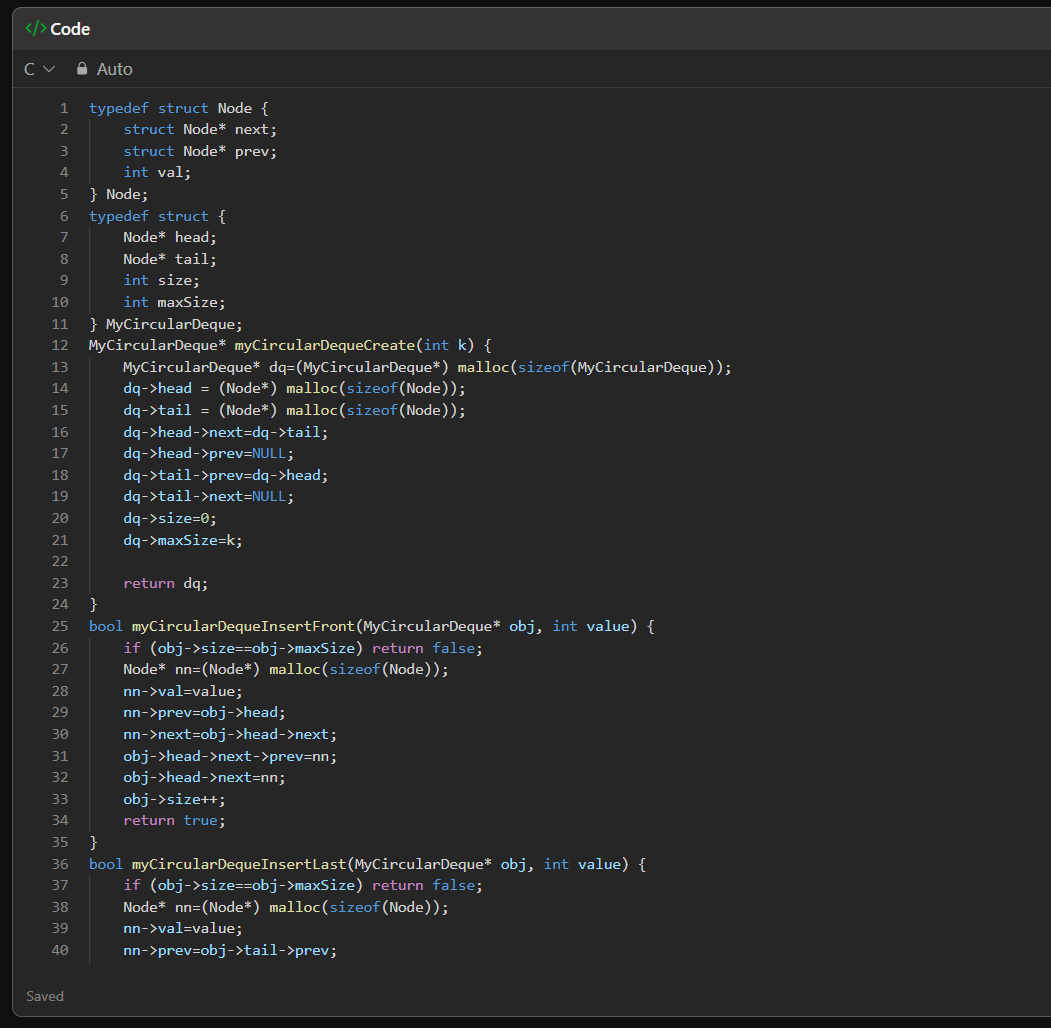 </> Code
C Auto
1 typedef struct Node {
2 struct Node* next;
3 struct Node* prev;
4 int val;
5 } Node;
6 typedef struct {
7 Node* head;
8 Node* tail;
9 int size;
10 int maxSize;
11 } MyCircularDeque;
12 MyCircularDeque* myCircularDequeCreate(int k) {
13 MyCircularDeque* dq=(MyCircularDeque*) malloc(sizeof(MyCircularDeque));
14 dq->head = (Node*) malloc(sizeof(Node));
15 dq->tail = (Node*) malloc(sizeof(Node));
16 dq->head->next=dq->tail;
17 dq->head->prev=NULL;
18 dq->tail->prev=dq->head;
19 dq->tail->next=NULL;
20 dq->size=0;
21 dq->maxSize=k;
22
23 return dq;
24 }
25 bool myCircularDequeInsertFront(MyCircularDeque* obj, int value) {
26 if (obj->size==obj->maxSize) return false;
27 Node* nn=(Node*) malloc(sizeof(Node));
28 nn->val=value;
29 nn->prev=obj->head;
30 nn->next=obj->head->next;
31 obj->head->next->prev=nn;
32 obj->head->next=nn;
33 obj->size++;
34 return true;
35 }
36 bool myCircularDequeInsertLast(MyCircularDeque* obj, int value) {
37 if (obj->size==obj->maxSize) return false;
38 Node* nn=(Node*) malloc(sizeof(Node));
39 nn->val=value;
40 nn->prev=obj->tail->prev;
Saved